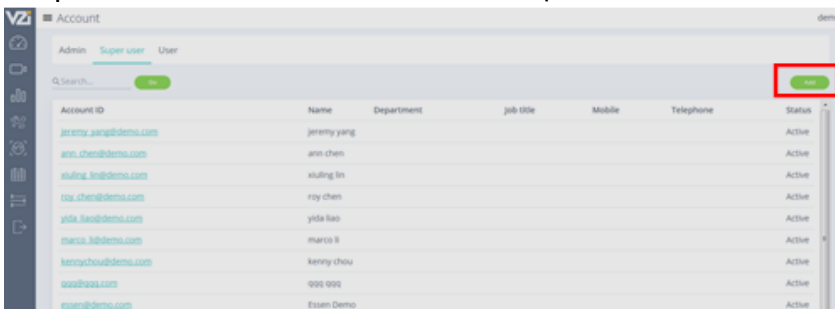 VZi Account dem
Admin Super user User
Search... Go Add
Account ID Name Department Job title Mobile Telephone Status
jeremy_yang@demo.com jeremy yang Active
ann_chen@demo.com ann chen Active
xiuling_lin@demo.com xiuling lin Active
roy_chen@demo.com roy chen Active
yida_liao@demo.com yida liao Active
marco_li@demo.com marco li Active
kennychou@demo.com kenny chou Active
qqq@qqq.com qqq qqq Active
essen@demo.com Essen Demo Active